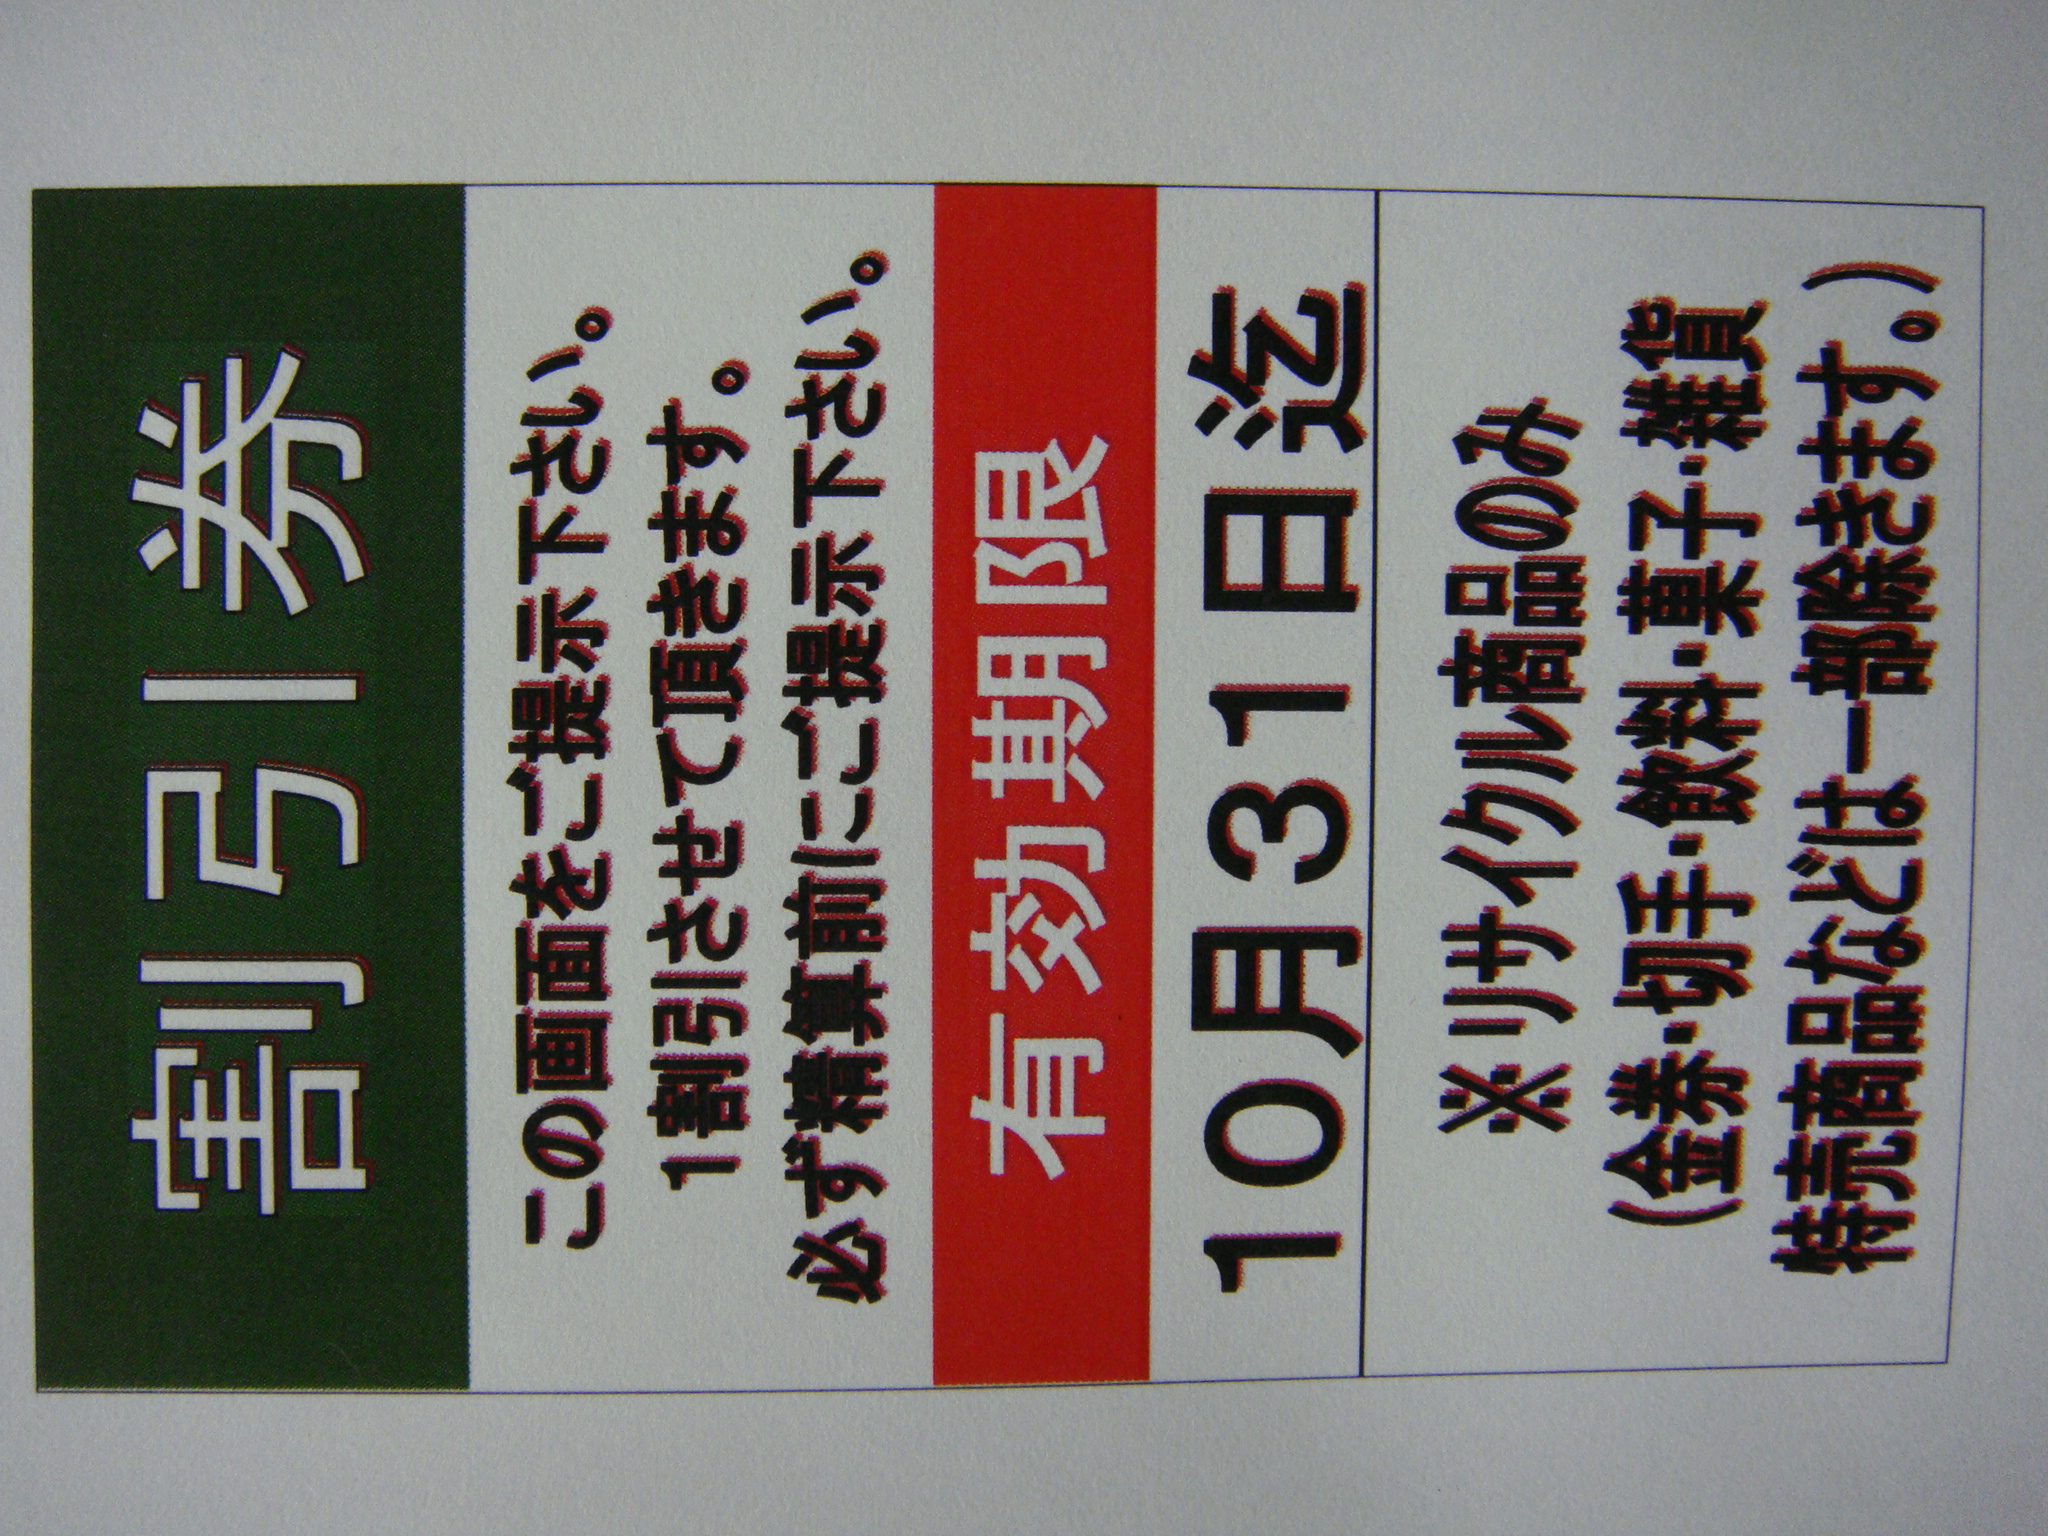 割引券
この画面をご提示下さい。
1割引させて頂きます。
必ず精算前にご提示下さい。
有効期限
10月31日迄
※リサイクル商品のみ
(金券・切手・飲料・菓子・雑貨
特売商品などは一部除きます。)